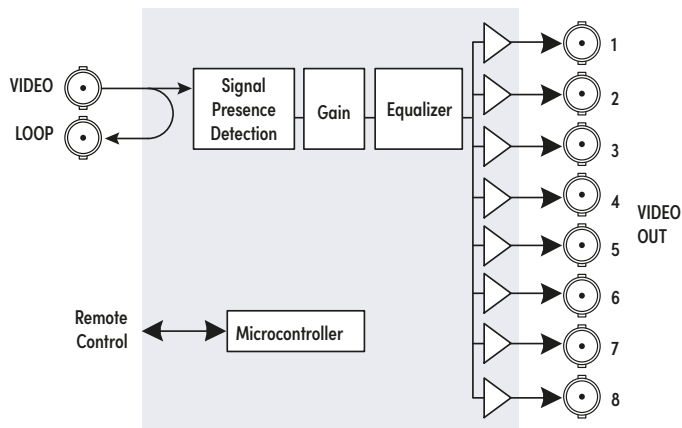 VIDEO
LOOP
Signal
Presence
Detection
Gain
Equalizer
1
2
3
4
5
6
7
8
VIDEO
OUT
Remote
Control
Microcontroller